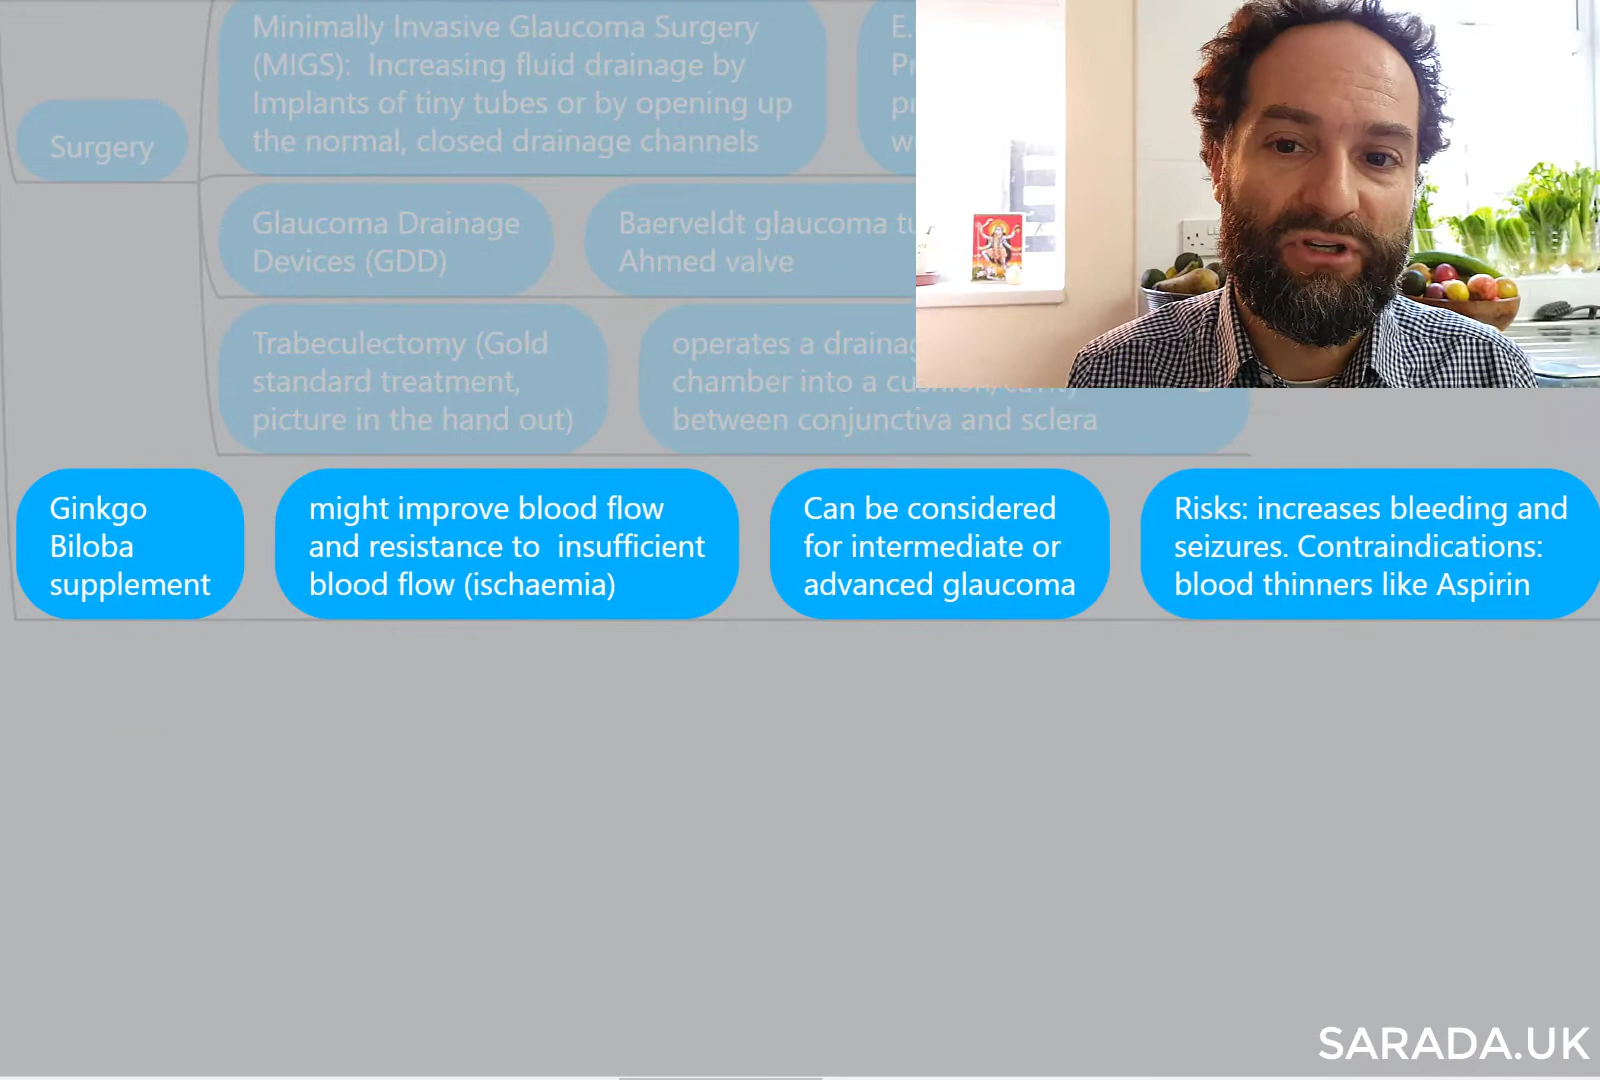 Minimally Invasive Glaucoma Surgery
(MIGS):  Increasing fluid drainage by
Implants of tiny tubes or by opening up
the normal, closed drainage channels
E.
Surgery
Glaucoma Drainage
Devices (GDD)
Baerveldt glaucoma
Ahmed valve
Trabeculectomy (Gold
standard treatment,
picture in the hand out)
operates a
chamber into a
between conjunctiva and sclera
Ginkgo
Biloba
supplement
might improve blood flow
and resistance to  insufficient
blood flow (ischaemia)
Can be considered
for intermediate or
advanced glaucoma
Risks: increases bleeding and
seizures. Contraindications:
blood thinners like Aspirin
SARADA.UK